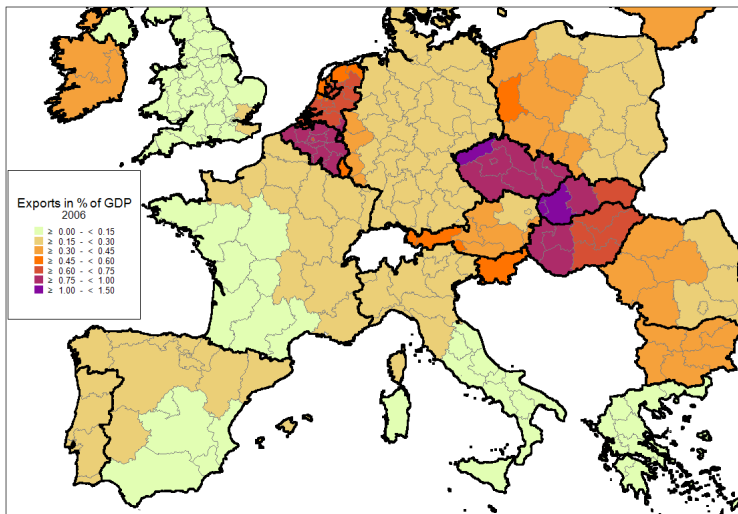 Exports in % of GDP
2006
≥ 0.00 - < 0.15
≥ 0.15 - < 0.30
≥ 0.30 - < 0.45
≥ 0.45 - < 0.60
≥ 0.60 - < 0.75
≥ 0.75 - < 1.00
≥ 1.00 - < 1.50